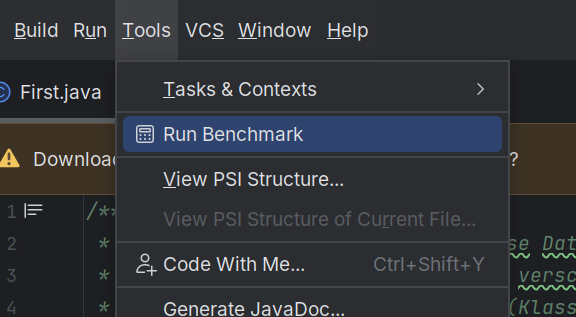 Build Run Tools VCS Window Help
First.java
Tasks & Contexts
Run Benchmark
Download ?
View PSI Structure...
1 /**
View PSI Structure of Current File...
2 * se Dat
Code With Me... Ctrl+Shift+Y
3 * versc
4 * (Klass
Generate JavaDoc...